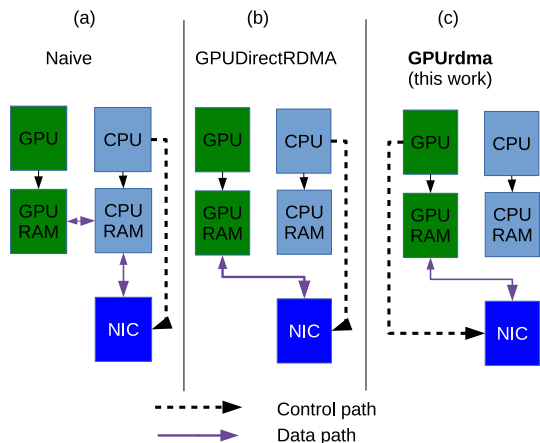 (a)
Naive
GPU
CPU
GPU
RAM
CPU
RAM
NIC
(b)
GPUDirectRDMA
GPU
CPU
GPU
RAM
CPU
RAM
NIC
(c)
GPUrdma
(this work)
GPU
CPU
GPU
RAM
CPU
RAM
NIC
Control path
Data path